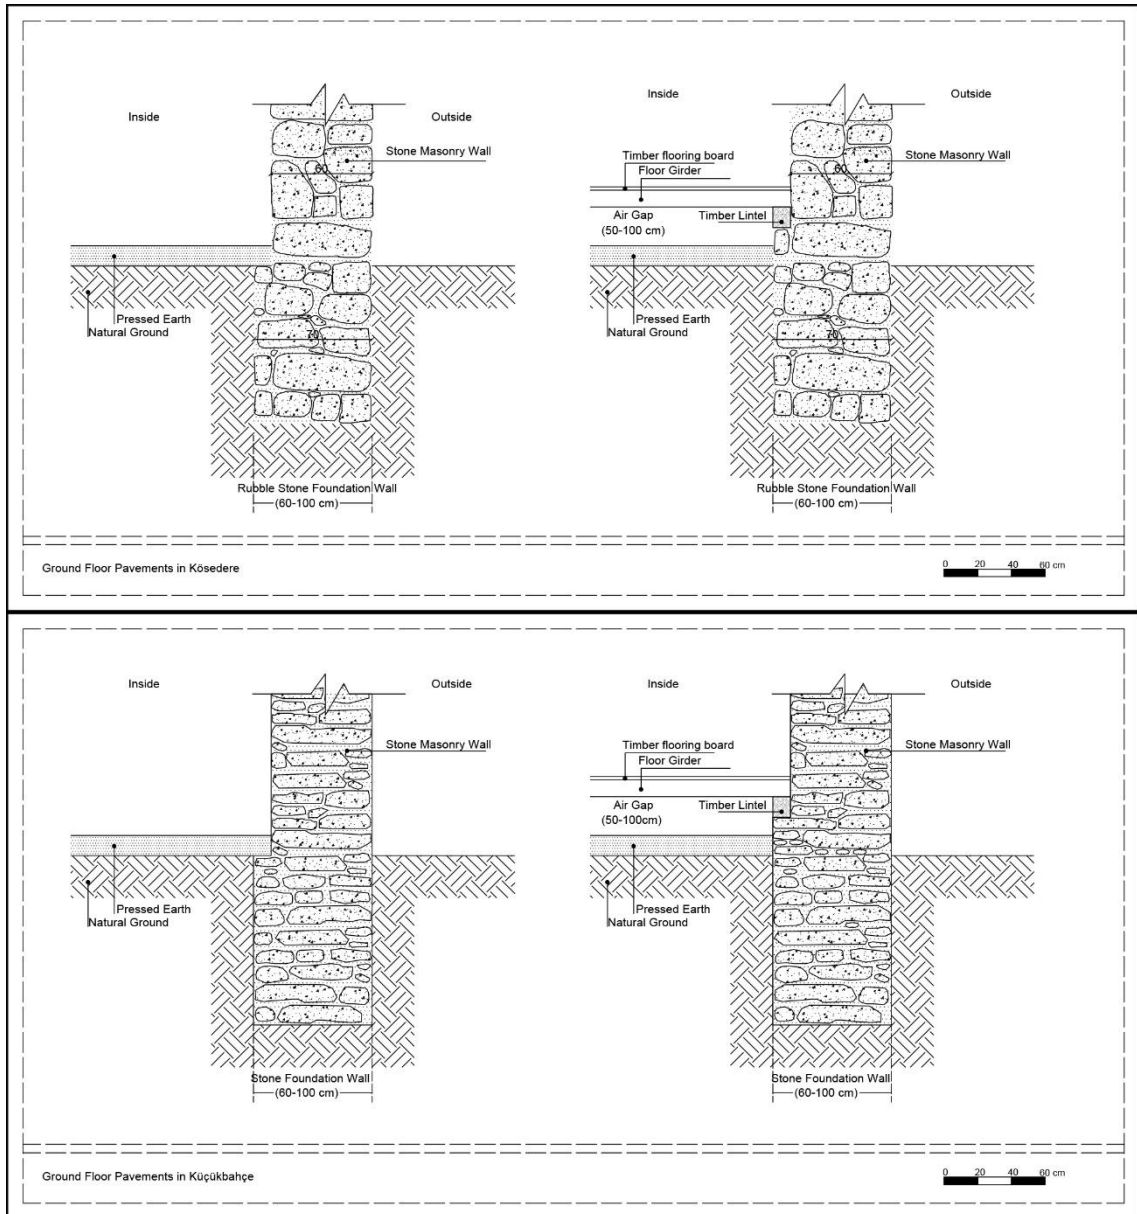 Inside
Outside
Stone Masonry Wall
60
Pressed Earth
Natural Ground
70
Rubble Stone Foundation Wall
(60-100 cm)
Inside
Outside
Timber flooring board
Floor Girder
Stone Masonry Wall
60
Air Gap
(50-100 cm)
Timber Lintel
Pressed Earth
Natural Ground
70
Rubble Stone Foundation Wall
(60-100 cm)
Ground Floor Pavements in Kösedere
0 20 40 60 cm
Inside
Outside
Stone Masonry Wall
Pressed Earth
Natural Ground
Stone Foundation Wall
(60-100 cm)
Inside
Outside
Timber flooring board
Floor Girder
Stone Masonry Wall
Air Gap
(50-100cm)
Timber Lintel
Pressed Earth
Natural Ground
Stone Foundation Wall
(60-100 cm)
Ground Floor Pavements in Küçükbahçe
0 20 40 60 cm